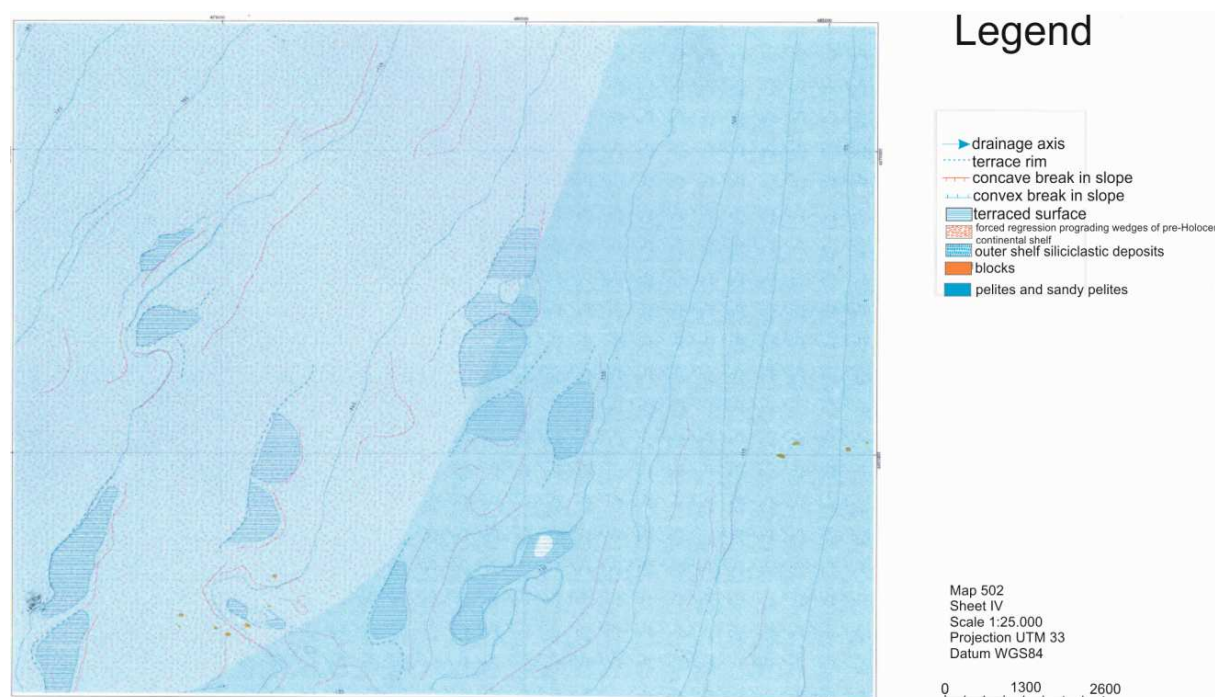 Legend
drainage axis
terrace rim
concave break in slope
convex break in slope
terraced surface
forced regression prograding wedges of pre-Holocen
continental shelf
outer shelf siliciclastic deposits
blocks
pelites and sandy pelites
Map 502
Sheet IV
Scale 1:25.000
Projection UTM 33
Datum WGS84
0 1300 2600